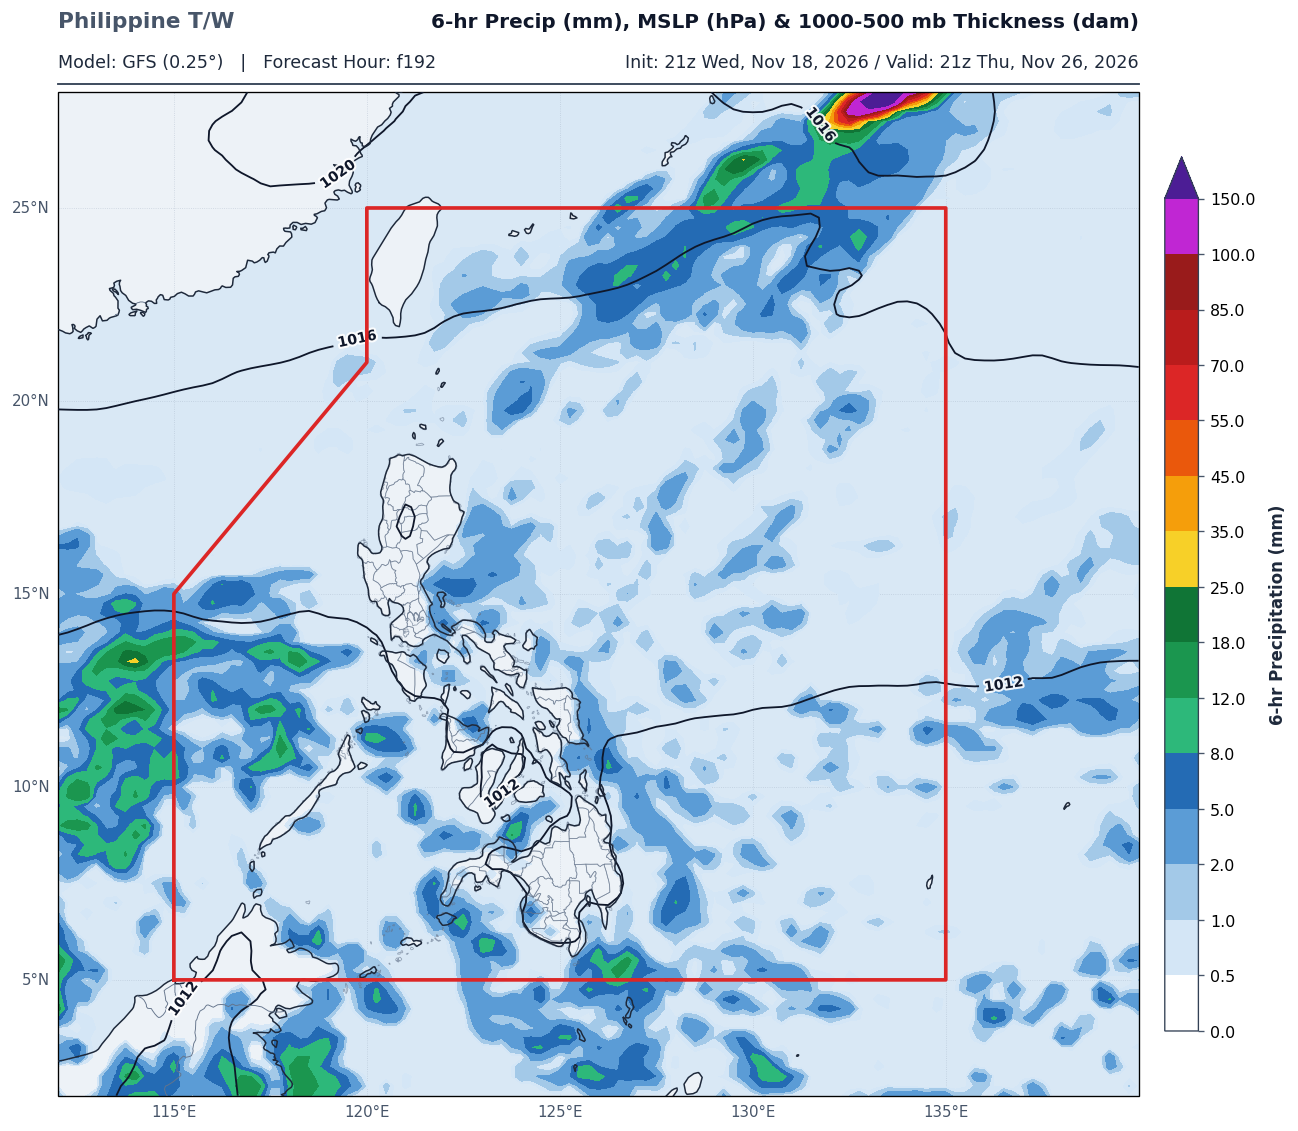 Philippine T/W
6-hr Precip (mm), MSLP (hPa) & 1000-500 mb Thickness (dam)
Model: GFS (0.25°) | Forecast Hour: f192
Init: 21z Wed, Nov 18, 2026 / Valid: 21z Thu, Nov 26, 2026
1016
1020
1016
1012
1012
1012
25°N
20°N
15°N
10°N
5°N
115°E
120°E
125°E
130°E
135°E
150.0
100.0
85.0
70.0
55.0
45.0
35.0
25.0
18.0
12.0
8.0
5.0
2.0
1.0
0.5
0.0
6-hr Precipitation (mm)